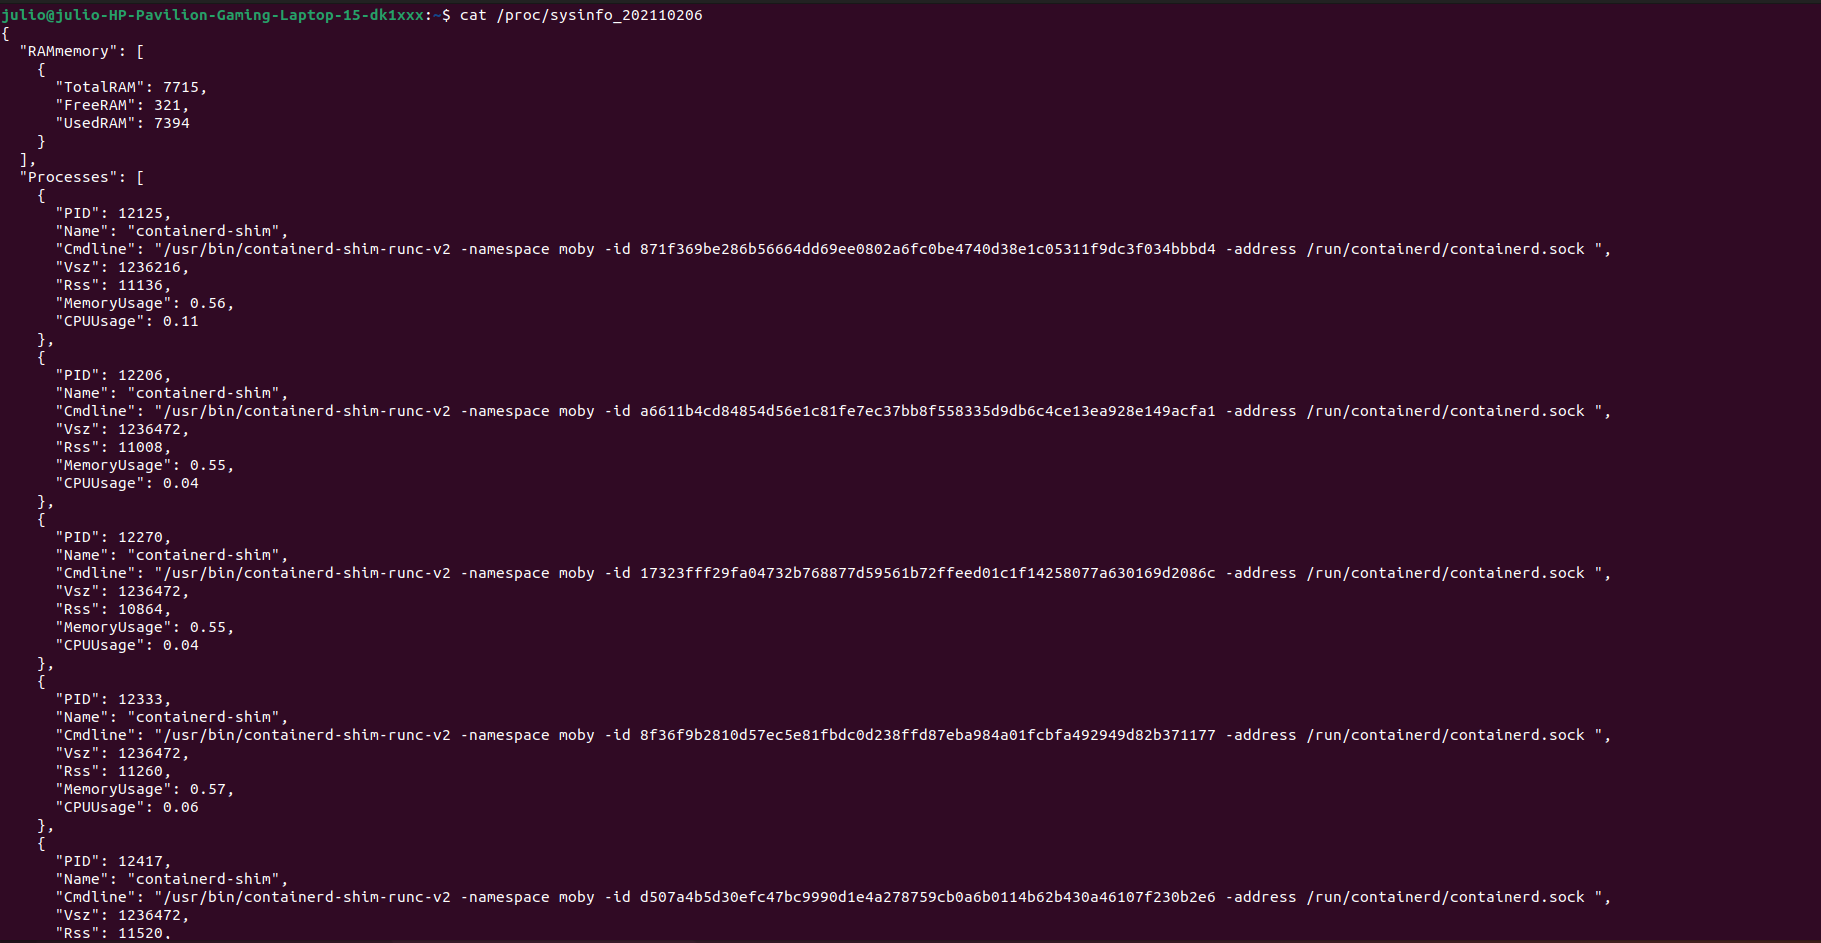 julio@julio-HP-Pavilion-Gaming-Laptop-15-dk1xxx:~$ cat /proc/sysinfo_202110206
{
  "RAMmemory": [
    {
      "TotalRAM": 7715,
      "FreeRAM": 321,
      "UsedRAM": 7394
    }
  ],
  "Processes": [
    {
      "PID": 12125,
      "Name": "containerd-shim",
      "Cmdline": "/usr/bin/containerd-shim-runc-v2 -namespace moby -id 871f369be286b56664dd69ee0802a6fc0be4740d38e1c05311f9dc3f034bbbd4 -address /run/containerd/containerd.sock ",
      "Vsz": 1236216,
      "Rss": 11136,
      "MemoryUsage": 0.56,
      "CPUUsage": 0.11
    },
    {
      "PID": 12206,
      "Name": "containerd-shim",
      "Cmdline": "/usr/bin/containerd-shim-runc-v2 -namespace moby -id a6611b4cd84854d56e1c81fe7ec37bb8f558335d9db6c4ce13ea928e149acfa1 -address /run/containerd/containerd.sock ",
      "Vsz": 1236472,
      "Rss": 11008,
      "MemoryUsage": 0.55,
      "CPUUsage": 0.04
    },
    {
      "PID": 12270,
      "Name": "containerd-shim",
      "Cmdline": "/usr/bin/containerd-shim-runc-v2 -namespace moby -id 17323fff29fa04732b768877d59561b72ffeed01c1f14258077a630169d2086c -address /run/containerd/containerd.sock ",
      "Vsz": 1236472,
      "Rss": 10864,
      "MemoryUsage": 0.55,
      "CPUUsage": 0.04
    },
    {
      "PID": 12333,
      "Name": "containerd-shim",
      "Cmdline": "/usr/bin/containerd-shim-runc-v2 -namespace moby -id 8f36f9b2810d57ec5e81fbdc0d238ffd87eba984a01fcbfa492949d82b371177 -address /run/containerd/containerd.sock ",
      "Vsz": 1236472,
      "Rss": 11260,
      "MemoryUsage": 0.57,
      "CPUUsage": 0.06
    },
    {
      "PID": 12417,
      "Name": "containerd-shim",
      "Cmdline": "/usr/bin/containerd-shim-runc-v2 -namespace moby -id d507a4b5d30efc47bc9990d1e4a278759cb0a6b0114b62b430a46107f230b2e6 -address /run/containerd/containerd.sock ",
      "Vsz": 1236472,
      "Rss": 11520,